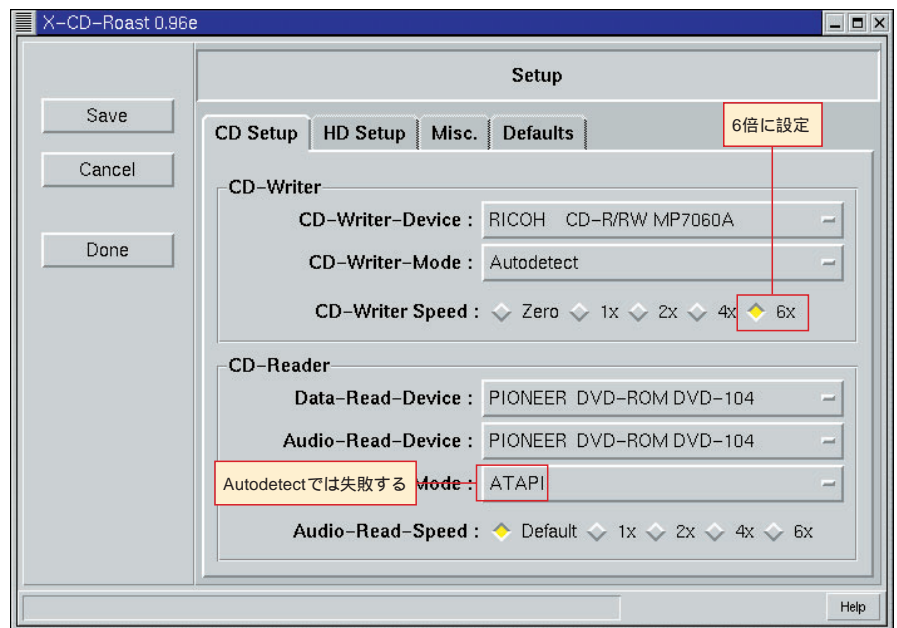 X-CD-Roast 0.96e
Setup
Save
Cancel
Done
CD Setup HD Setup Misc. Defaults
6倍に設定
CD-Writer
CD-Writer-Device : RICOH CD-R/RW MP7060A
CD-Writer-Mode : Autodetect
CD-Writer Speed : Zero 1x 2x 4x 6x
CD-Reader
Data-Read-Device : PIONEER DVD-ROM DVD-104
Audio-Read-Device : PIONEER DVD-ROM DVD-104
Autodetectでは失敗する Mode : ATAPI
Audio-Read-Speed : Default 1x 2x 4x 6x
Help